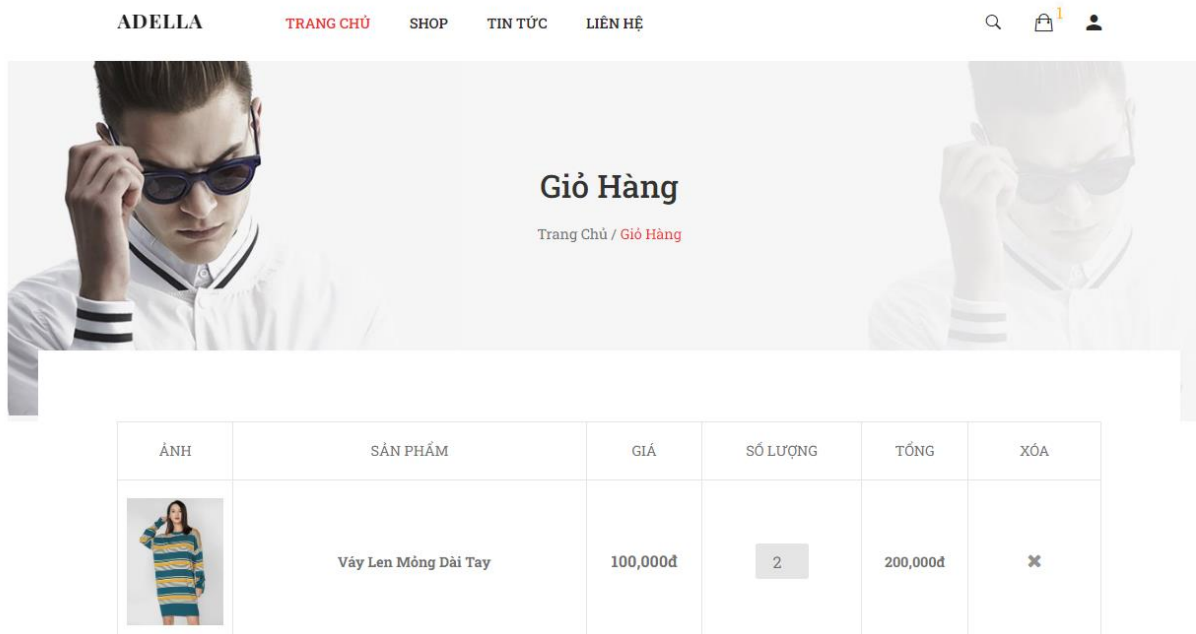 ADELLA TRANG CHỦ SHOP TIN TỨC LIÊN HỆ 1
Giỏ Hàng
Trang Chủ / Giỏ Hàng
ẢNH SẢN PHẨM GIÁ SỐ LƯỢNG TỔNG XÓA
Váy Len Mỏng Dài Tay 100,000đ 2 200,000đ